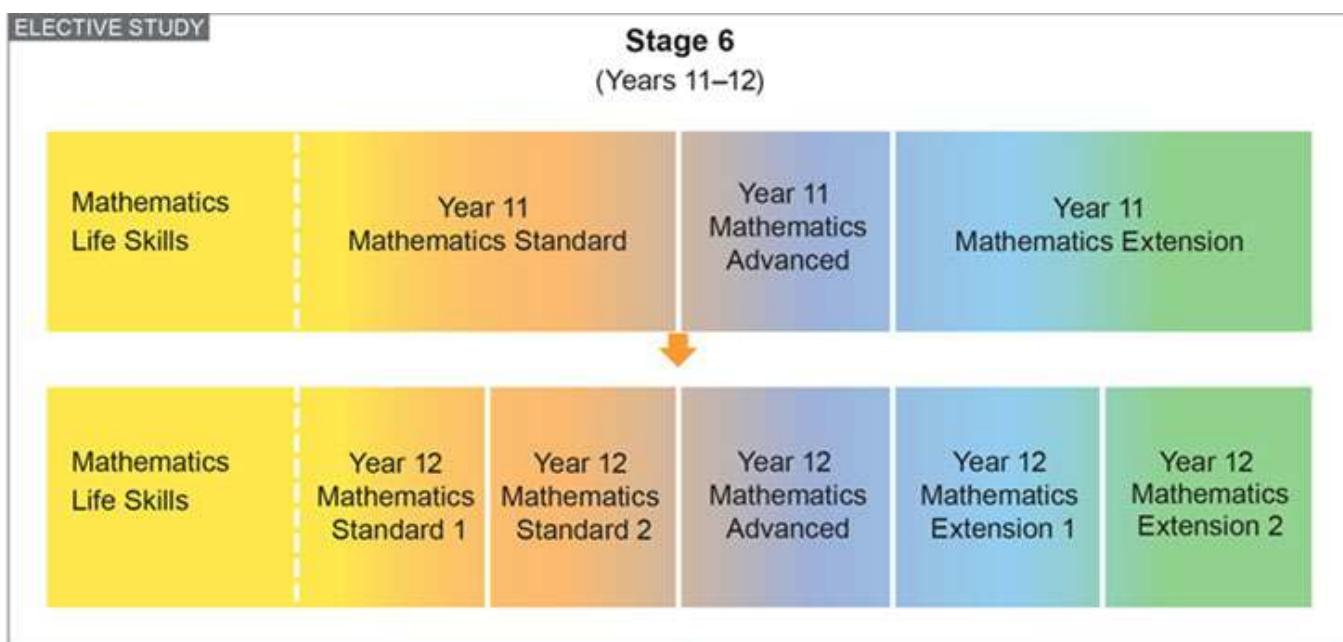 ELECTIVE STUDY
Stage 6
(Years 11–12)
Mathematics
Life Skills
Year 11
Mathematics Standard
Year 11
Mathematics
Advanced
Year 11
Mathematics Extension
Mathematics
Life Skills
Year 12
Mathematics
Standard 1
Year 12
Mathematics
Standard 2
Year 12
Mathematics
Advanced
Year 12
Mathematics
Extension 1
Year 12
Mathematics
Extension 2